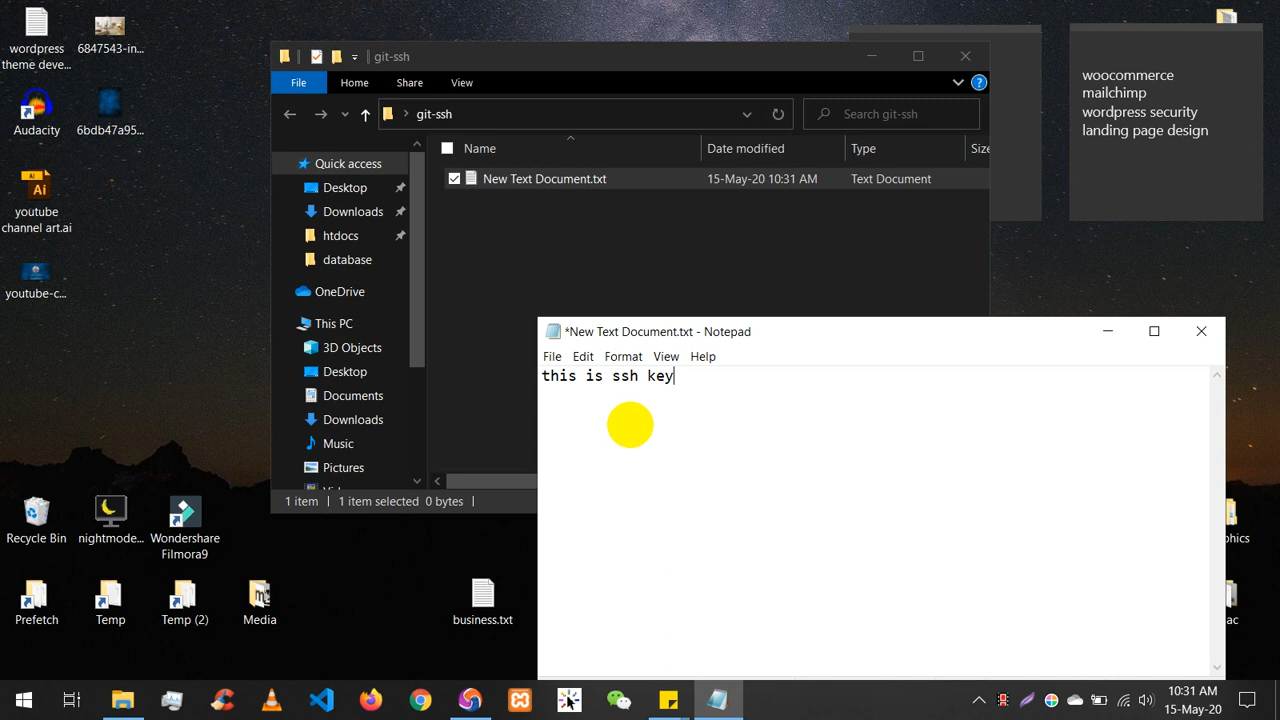 wordpress
theme deve...
6847543-in...
Audacity
6bdb47a95...
youtube
channel art.ai
youtube-c...
git-ssh
File
Home
Share
View
git-ssh
Search git-ssh
Name
Date modified
Type
Size
New Text Document.txt
15-May-20 10:31 AM
Text Document
Quick access
Desktop
Downloads
htdocs
database
OneDrive
This PC
3D Objects
Desktop
Documents
Downloads
Music
Pictures
1 item
1 item selected 0 bytes
woocommerce
mailchimp
wordpress security
landing page design
*New Text Document.txt - Notepad
File
Edit
Format
View
Help
this is ssh key
Recycle Bin
nightmode...
Wondershare
Filmora9
Prefetch
Temp
Temp (2)
Media
business.txt
10:31 AM
15-May-20